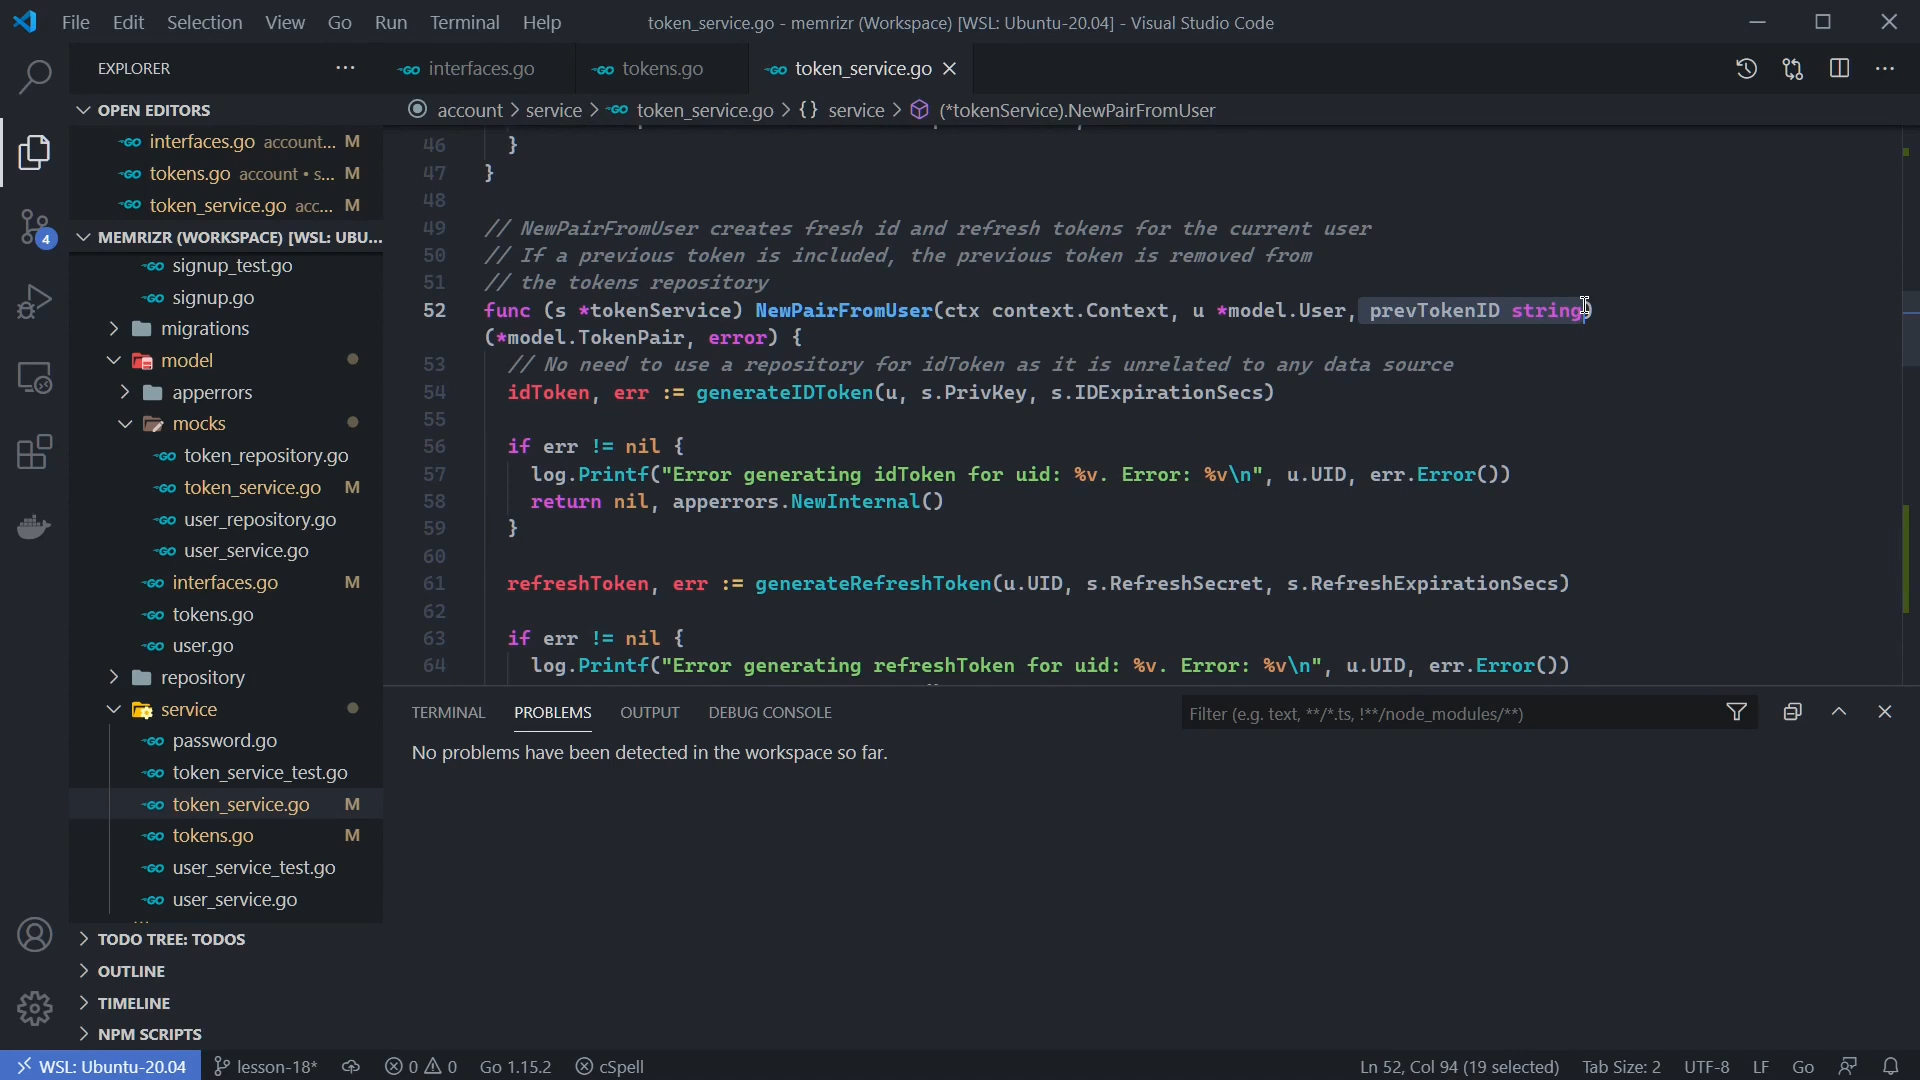 File Edit Selection View Go Run Terminal Help
token_service.go - memrizr (Workspace) [WSL: Ubuntu-20.04] - Visual Studio Code
EXPLORER
interfaces.go
tokens.go
token_service.go
OPEN EDITORS
account > service > token_service.go > {} service > (*tokenService).NewPairFromUser
interfaces.go account... M
tokens.go account • s... M
token_service.go acc... M
MEMRIZR (WORKSPACE) [WSL: UBU...
signup_test.go
signup.go
migrations
model
apperrors
mocks
token_repository.go
token_service.go M
user_repository.go
user_service.go
interfaces.go M
tokens.go
user.go
repository
service
password.go
token_service_test.go
token_service.go M
tokens.go M
user_service_test.go
user_service.go
TODO TREE: TODOS
OUTLINE
TIMELINE
NPM SCRIPTS
4
46 }
47 }
48
49 // NewPairFromUser creates fresh id and refresh tokens for the current user
50 // If a previous token is included, the previous token is removed from
51 // the tokens repository
52 func (s *tokenService) NewPairFromUser(ctx context.Context, u *model.User, prevTokenID string)
(*model.TokenPair, error) {
53 // No need to use a repository for idToken as it is unrelated to any data source
54 idToken, err := generateIDToken(u, s.PrivKey, s.IDExpirationSecs)
55
56 if err != nil {
57 log.Printf("Error generating idToken for uid: %v. Error: %v\n", u.UID, err.Error())
58 return nil, apperrors.NewInternal()
59 }
60
61 refreshToken, err := generateRefreshToken(u.UID, s.RefreshSecret, s.RefreshExpirationSecs)
62
63 if err != nil {
64 log.Printf("Error generating refreshToken for uid: %v. Error: %v\n", u.UID, err.Error())
TERMINAL PROBLEMS OUTPUT DEBUG CONSOLE
Filter (e.g. text, **/*.ts, !**/node_modules/**)
No problems have been detected in the workspace so far.
WSL: Ubuntu-20.04 lesson-18* 0 0 Go 1.15.2 cSpell
Ln 52, Col 94 (19 selected) Tab Size: 2 UTF-8 LF Go